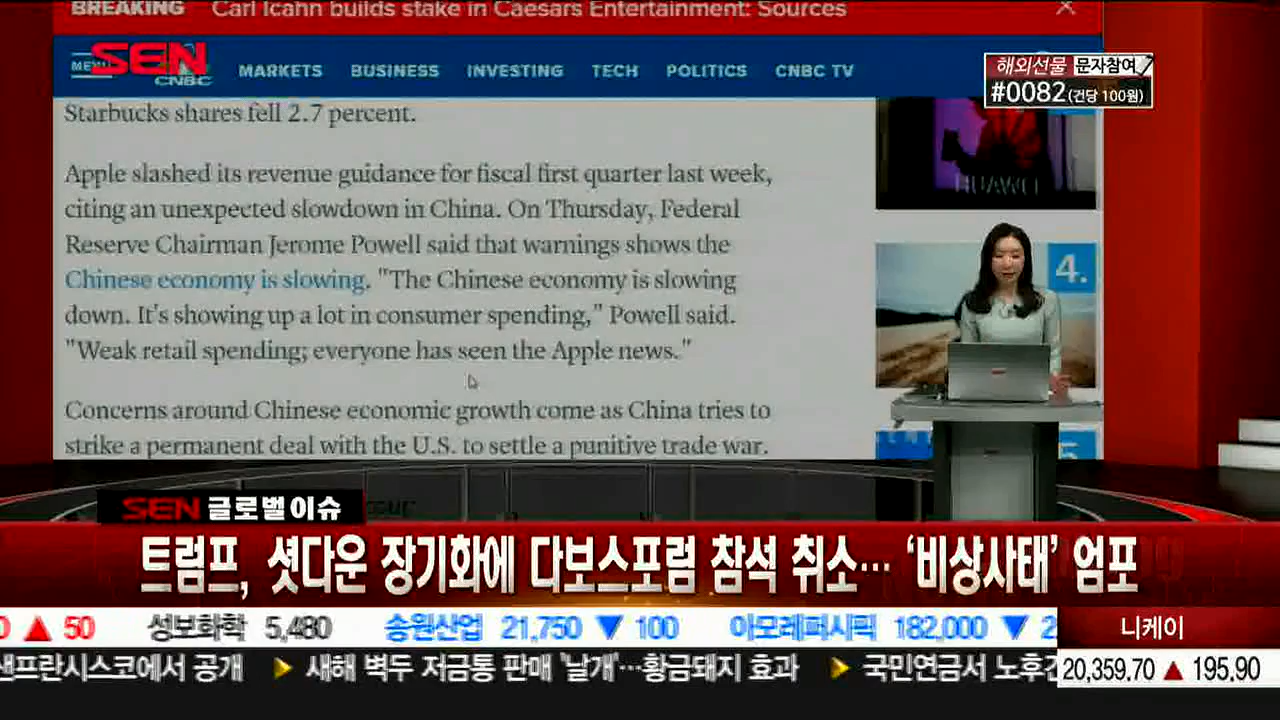 BREAKING Carl Icahn builds stake in Caesars Entertainment: Sources
SEN
CNBC
MARKETS BUSINESS INVESTING TECH POLITICS CNBC TV
해외선물 문자참여
#0082(건당 100원)
Starbucks shares fell 2.7 percent.
HUAWEI
Apple slashed its revenue guidance for fiscal first quarter last week,
citing an unexpected slowdown in China. On Thursday, Federal
Reserve Chairman Jerome Powell said that warnings shows the
Chinese economy is slowing. "The Chinese economy is slowing
down. It's showing up a lot in consumer spending," Powell said.
"Weak retail spending; everyone has seen the Apple news."
4.
Concerns around Chinese economic growth come as China tries to
strike a permanent deal with the U.S. to settle a punitive trade war.
5.
SEN 글로벌이슈
트럼프, 셧다운 장기화에 다보스포럼 참석 취소… ‘비상사태’ 엄포
0 ▲ 50 성보화학 5,480 송원산업 21,750 ▼ 100 아모레퍼시픽 182,000 ▼ 2
니케이
샌프란시스코에서 공개 ▶ 새해 벽두 저금통 판매 '날개'…황금돼지 효과 ▶ 국민연금서 노후
20,359.70 ▲ 195.90